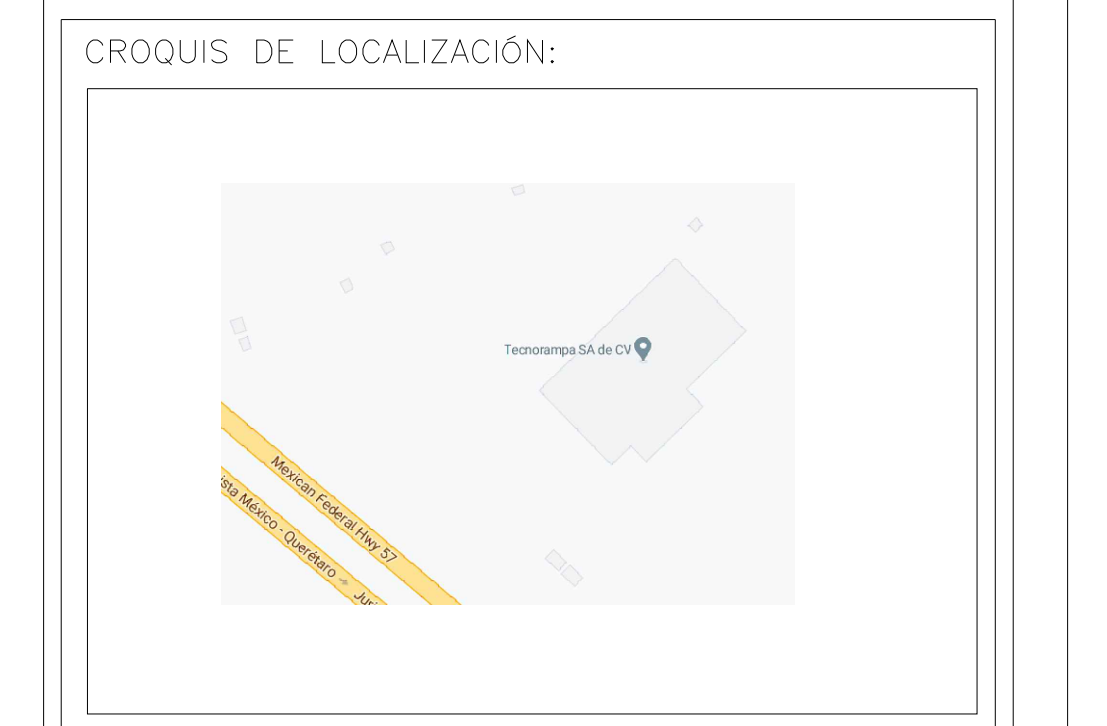 CROQUIS DE LOCALIZACIÓN:
Tecnorampa SA de CV
Mexican Federal Hwy 57
ista México - Querétaro